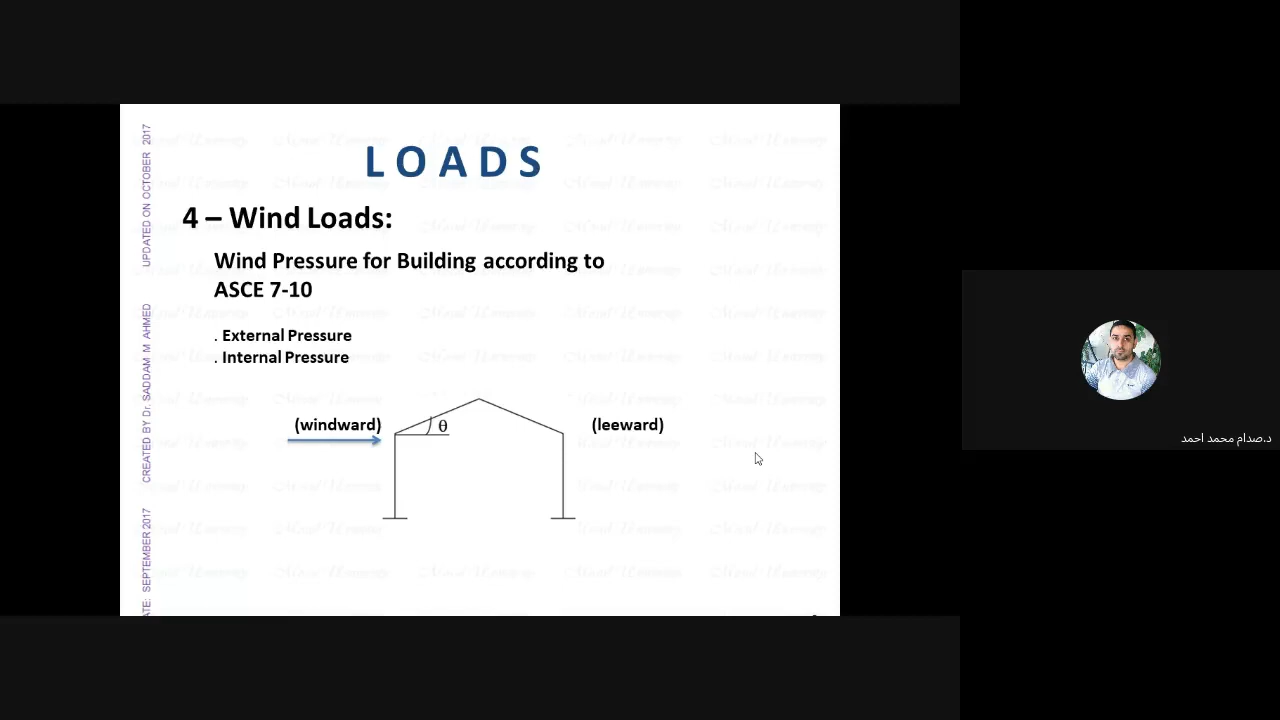 LOADS
4 – Wind Loads:
Wind Pressure for Building according to
ASCE 7-10
. External Pressure
. Internal Pressure
(windward)
θ
(leeward)
UPDATED ON OCTOBER 2017
CREATED BY Dr. SADDAM M AHMED
ATE: SEPTEMBER 2017
د.صدام محمد احمد